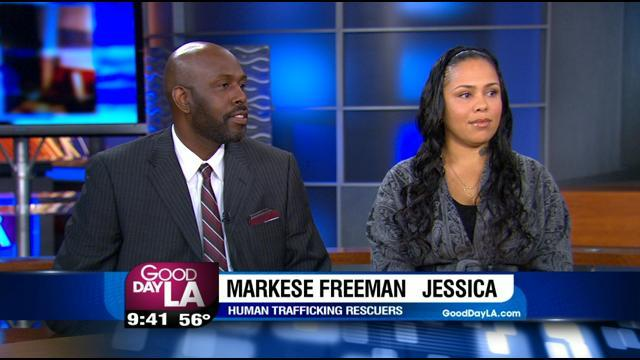 GOOD
DAY
LA
MARKESE FREEMAN JESSICA
HUMAN TRAFFICKING RESCUERS
9:41 56°
GoodDayLA.com